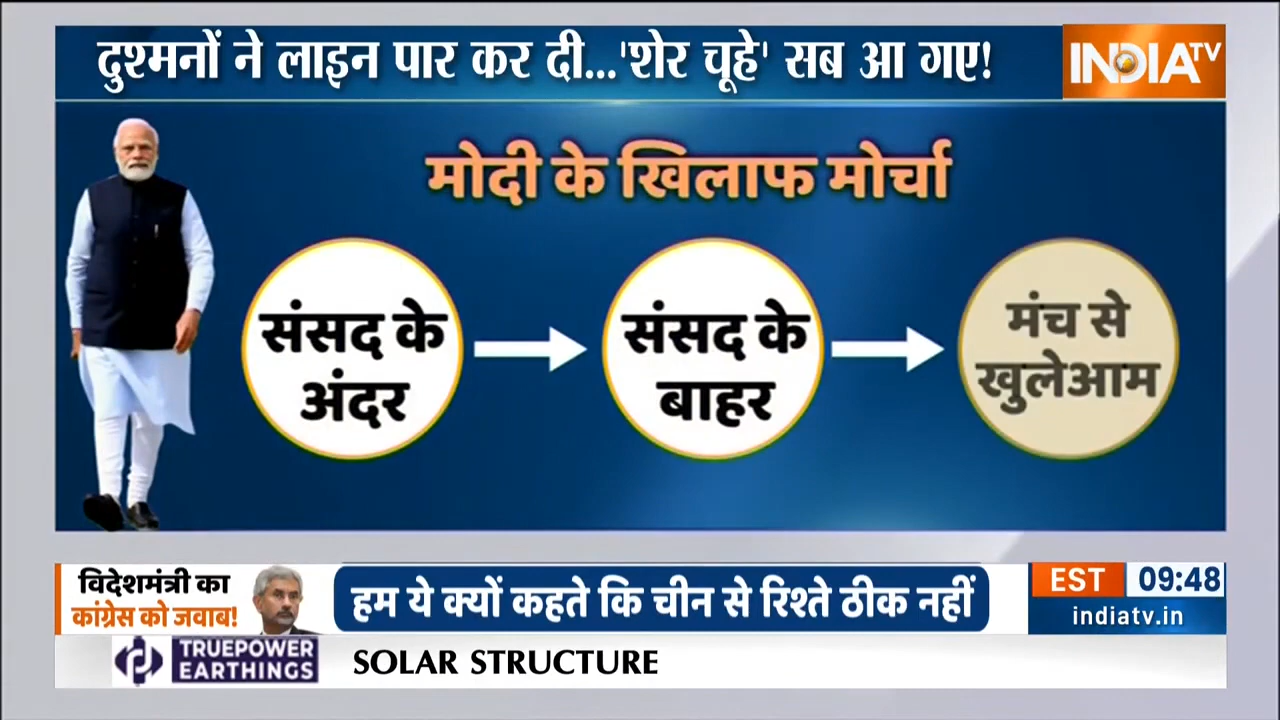 दुश्मनों ने लाइन पार कर दी...'शेर चूहे' सब आ गए!
INDIA TV
मोदी के खिलाफ मोर्चा
संसद के
अंदर
संसद के
बाहर
मंच से
खुलेआम
विदेशमंत्री का
कांग्रेस को जवाब!
हम ये क्यों कहते कि चीन से रिश्ते ठीक नहीं
EST 09:48
indiatv.in
TRUEPOWER
EARTHINGS
SOLAR STRUCTURE